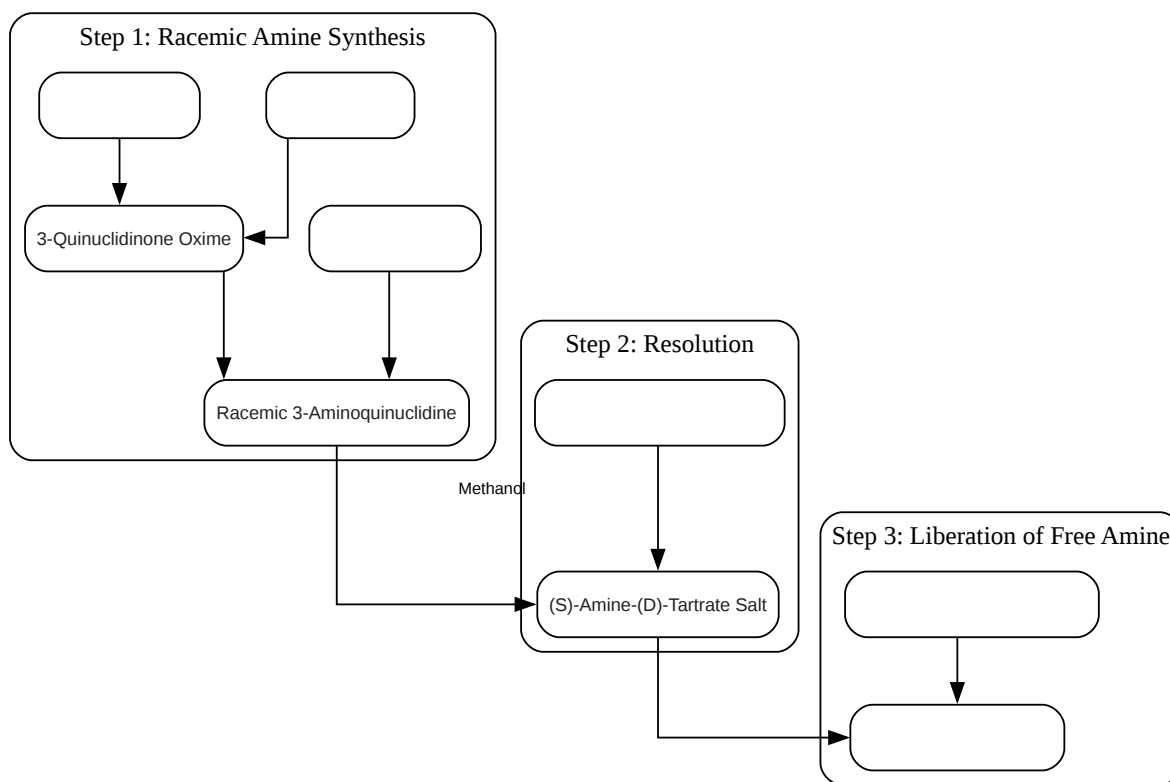 Step 1: Racemic Amine Synthesis
3-Quinuclidinone Oxime
Racemic 3-Aminoquinuclidine
Step 2: Resolution
Methanol
(S)-Amine-(D)-Tartrate Salt
Step 3: Liberation of Free Amine